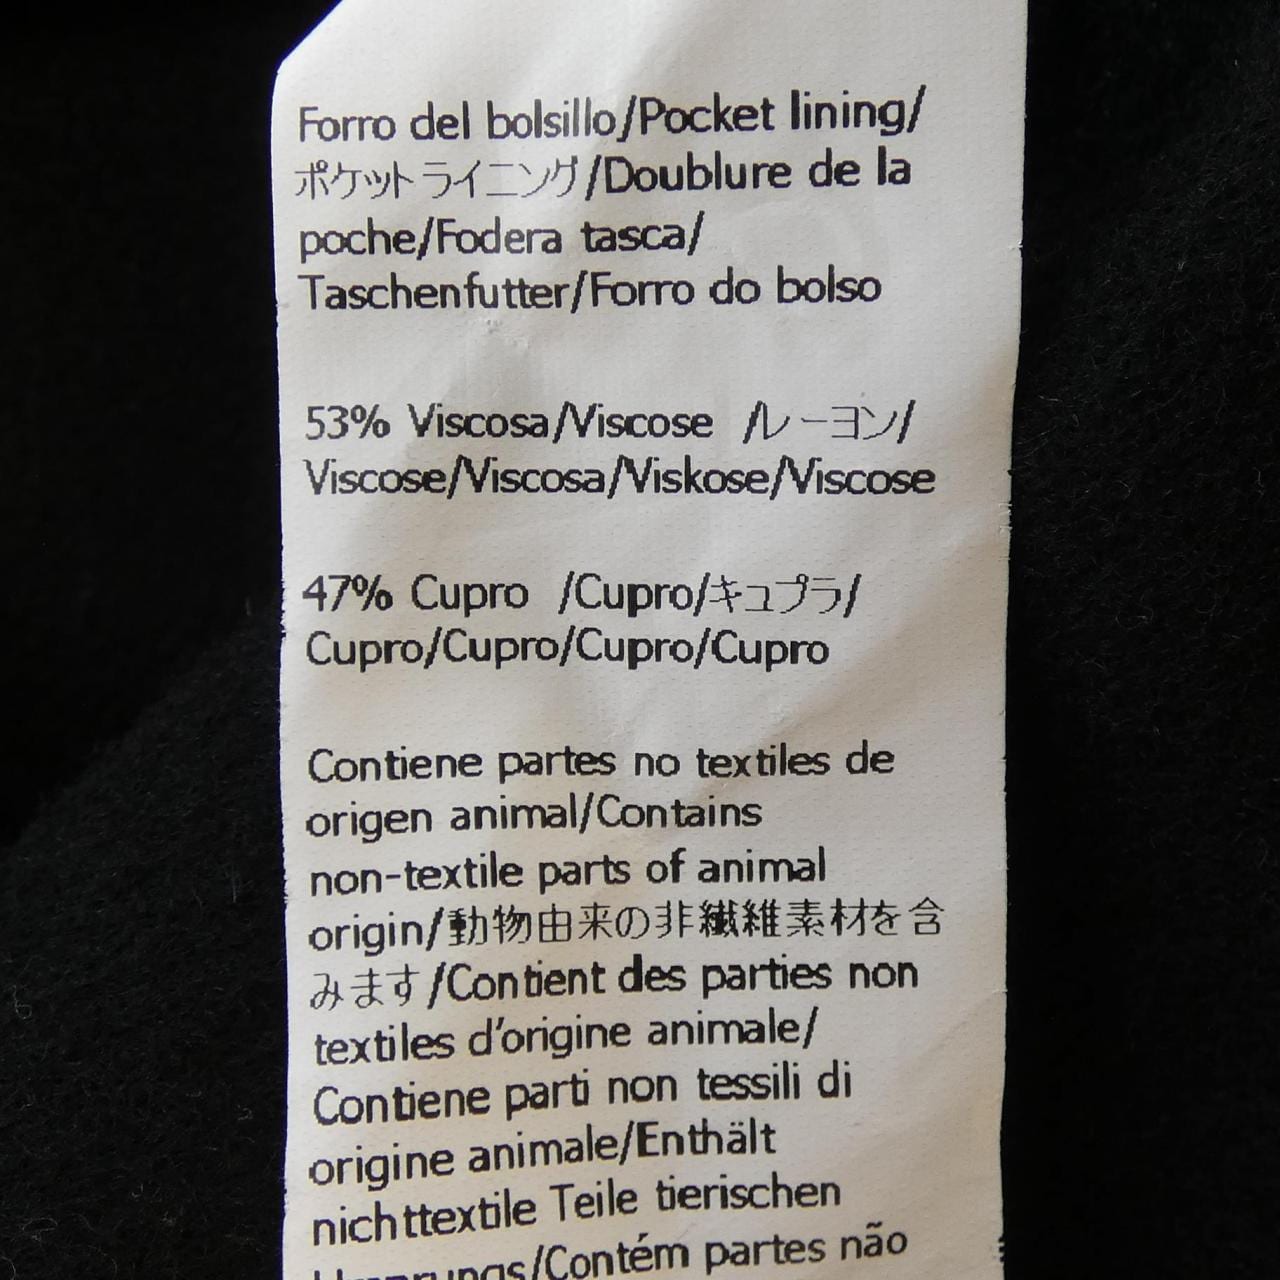 Forro del bolsillo/Pocket lining/
ポケットライニング/Doublure de la
poche/Fodera tasca/
Taschenfutter/Forro do bolso
53% Viscosa/Viscose /レーヨン/
Viscose/Viscosa/Viskose/Viscose
47% Cupro /Cupro/キュプラ/
Cupro/Cupro/Cupro/Cupro
Contiene partes no textiles de
origen animal/Contains
non-textile parts of animal
origin/動物由来の非繊維素材を含
みます/Contient des parties non
textiles d'origine animale/
Contiene parti non tessili di
origine animale/Enthält
nichttextile Teile tierischen
Ursprungs/Contém partes não